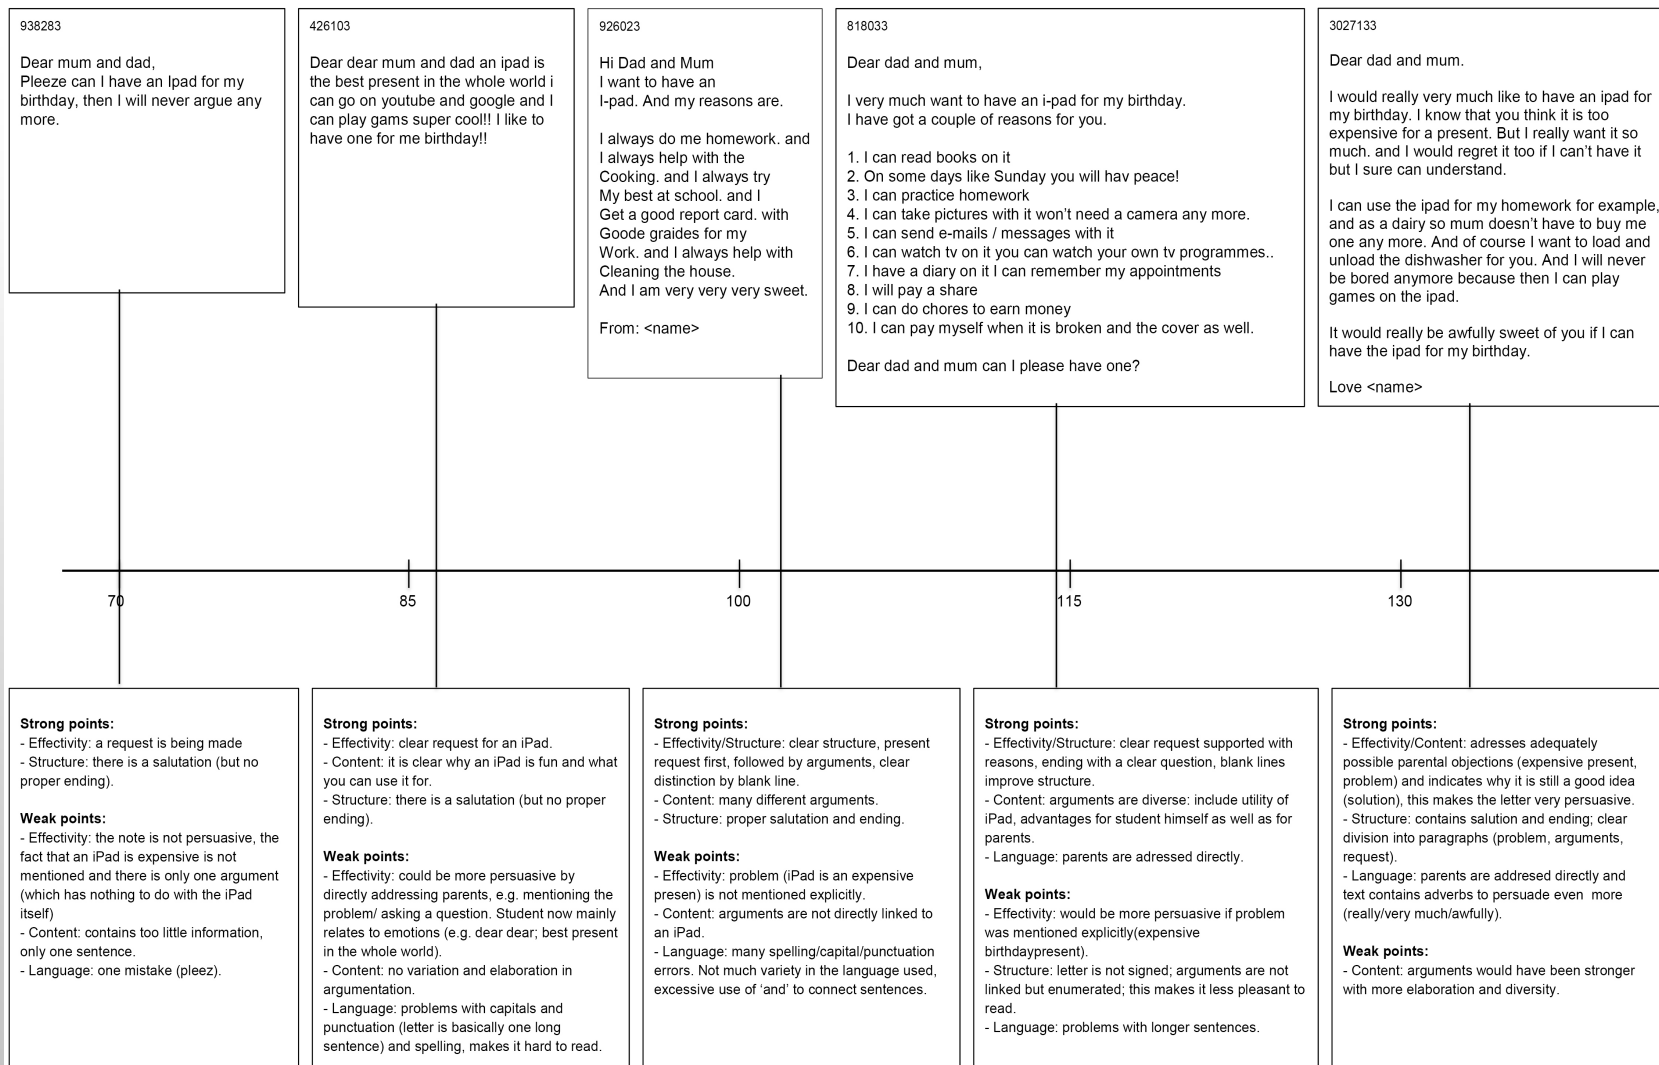 938283
Dear mum and dad,
Pleeze can I have an Ipad for my
birthday, then I will never argue any
more.
426103
Dear dear mum and dad an ipad is
the best present in the whole world i
can go on youtube and google and I
can play gams super cool!! I like to
have one for me birthday!!
926023
Hi Dad and Mum
I want to have an
I-pad. And my reasons are.
I always do me homework. and
I always help with the
Cooking. and I always try
My best at school. and I
Get a good report card. with
Goode graides for my
Work. and I always help with
Cleaning the house.
And I am very very very sweet.
From: <name>
818033
Dear dad and mum,
I very much want to have an i-pad for my birthday.
I have got a couple of reasons for you.
1. I can read books on it
2. On some days like Sunday you will hav peace!
3. I can practice homework
4. I can take pictures with it won't need a camera any more.
5. I can send e-mails / messages with it
6. I can watch tv on it you can watch your own tv programmes..
7. I have a diary on it I can remember my appointments
8. I will pay a share
9. I can do chores to earn money
10. I can pay myself when it is broken and the cover as well.
Dear dad and mum can I please have one?
3027133
Dear dad and mum.
I would really very much like to have an ipad for
my birthday. I know that you think it is too
expensive for a present. But I really want it so
much. and I would regret it too if I can't have it
but I sure can understand.
I can use the ipad for my homework for example,
and as a dairy so mum doesn't have to buy me
one any more. And of course I want to load and
unload the dishwasher for you. And I will never
be bored anymore because then I can play
games on the ipad.
It would really be awfully sweet of you if I can
have the ipad for my birthday.
Love <name>
70
85
100
115
130
Strong points:
- Effectivity: a request is being made
- Structure: there is a salutation (but no
proper ending).
Weak points:
- Effectivity: the note is not persuasive, the
fact that an iPad is expensive is not
mentioned and there is only one argument
(which has nothing to do with the iPad
itself)
- Content: contains too little information,
only one sentence.
- Language: one mistake (pleez).
Strong points:
- Effectivity: clear request for an iPad.
- Content: it is clear why an iPad is fun and what
you can use it for.
- Structure: there is a salutation (but no proper
ending).
Weak points:
- Effectivity: could be more persuasive by
directly addressing parents, e.g. mentioning the
problem/ asking a question. Student now mainly
relates to emotions (e.g. dear dear; best present
in the whole world).
- Content: no variation and elaboration in
argumentation.
- Language: problems with capitals and
punctuation (letter is basically one long
sentence) and spelling, makes it hard to read.
Strong points:
- Effectivity/Structure: clear structure, present
request first, followed by arguments, clear
distinction by blank line.
- Content: many different arguments.
- Structure: proper salutation and ending.
Weak points:
- Effectivity: problem (iPad is an expensive
presen) is not mentioned explicitly.
- Content: arguments are not directly linked to
an iPad.
- Language: many spelling/capital/punctuation
errors. Not much variety in the language used,
excessive use of 'and' to connect sentences.
Strong points:
- Effectivity/Structure: clear request supported with
reasons, ending with a clear question, blank lines
improve structure.
- Content: arguments are diverse: include utility of
iPad, advantages for student himself as well as for
parents.
- Language: parents are adressed directly.
Weak points:
- Effectivity: would be more persuasive if problem
was mentioned explicitly(expensive
birthdaypresent).
- Structure: letter is not signed; arguments are not
linked but enumerated; this makes it less pleasant to
read.
- Language: problems with longer sentences.
Strong points:
- Effectivity/Content: adresses adequately
possible parental objections (expensive present,
problem) and indicates why it is still a good idea
(solution), this makes the letter very persuasive.
- Structure: contains salution and ending; clear
division into paragraphs (problem, arguments,
request).
- Language: parents are addresed directly and
text contains adverbs to persuade even more
(really/very much/awfully).
Weak points:
- Content: arguments would have been stronger
with more elaboration and diversity.